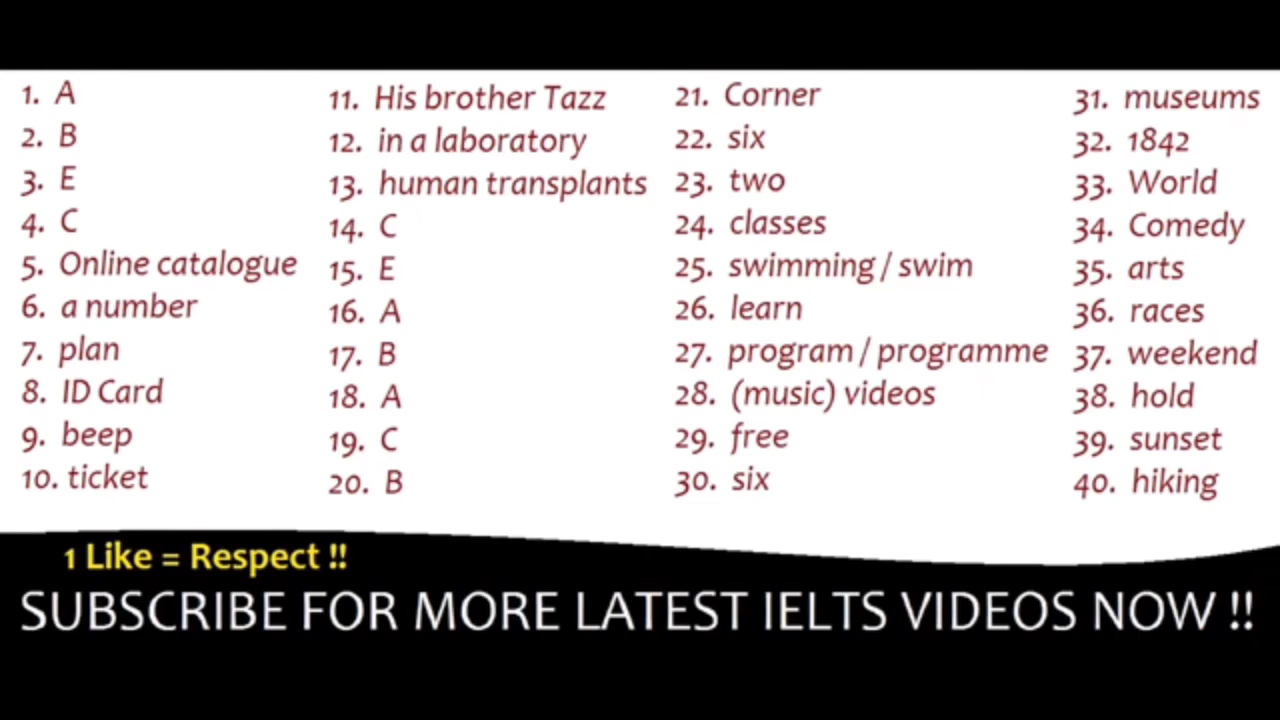 1. A
2. B
3. E
4. C
5. Online catalogue
6. a number
7. plan
8. ID Card
9. beep
10. ticket
11. His brother Tazz
12. in a laboratory
13. human transplants
14. C
15. E
16. A
17. B
18. A
19. C
20. B
21. Corner
22. six
23. two
24. classes
25. swimming / swim
26. learn
27. program / programme
28. (music) videos
29. free
30. six
31. museums
32. 1842
33. World
34. Comedy
35. arts
36. races
37. weekend
38. hold
39. sunset
40. hiking
1 Like = Respect !!
SUBSCRIBE FOR MORE LATEST IELTS VIDEOS NOW !!